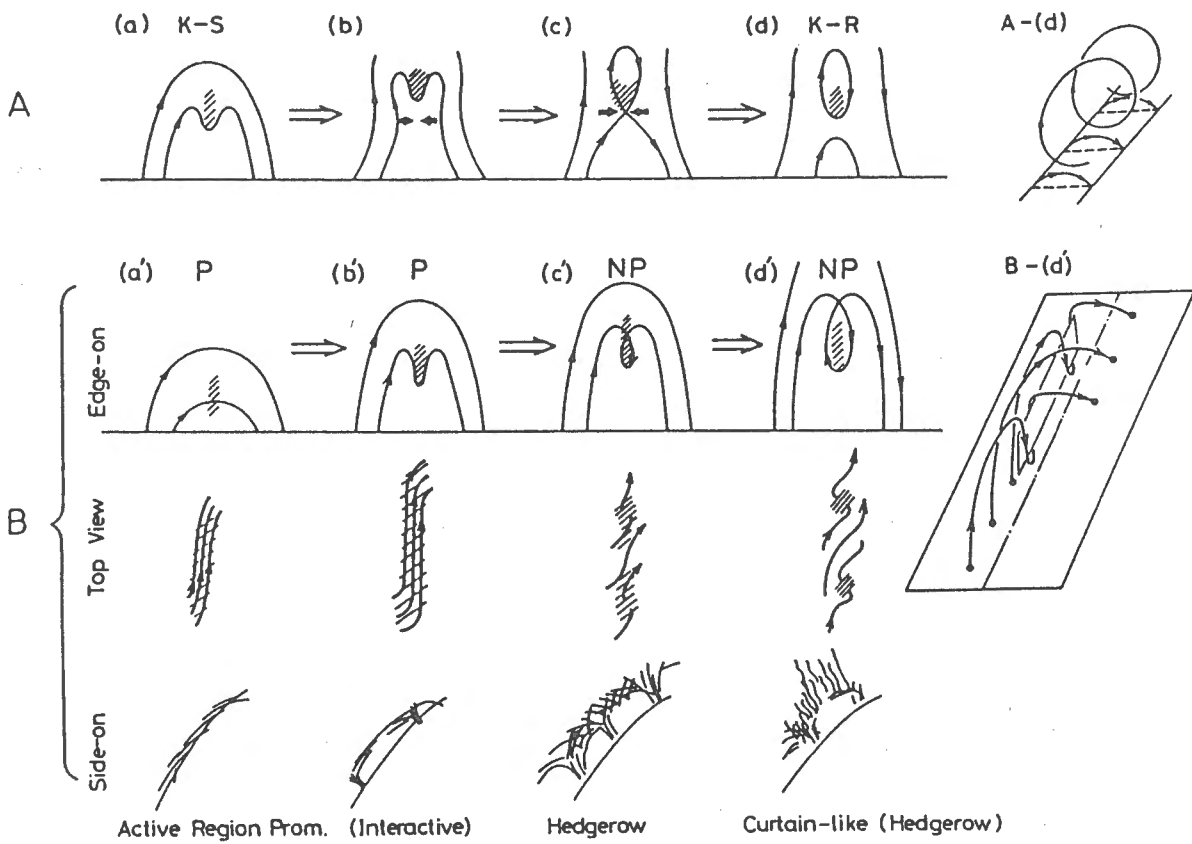 (a) K-S (b) (c) (d) K-R A-(d)
A
(a′) P (b′) P (c′) NP (d′) NP B-(d′)
Edge-on
B
Top View
Side-on
Active Region Prom. (Interactive) Hedgerow Curtain-like (Hedgerow)